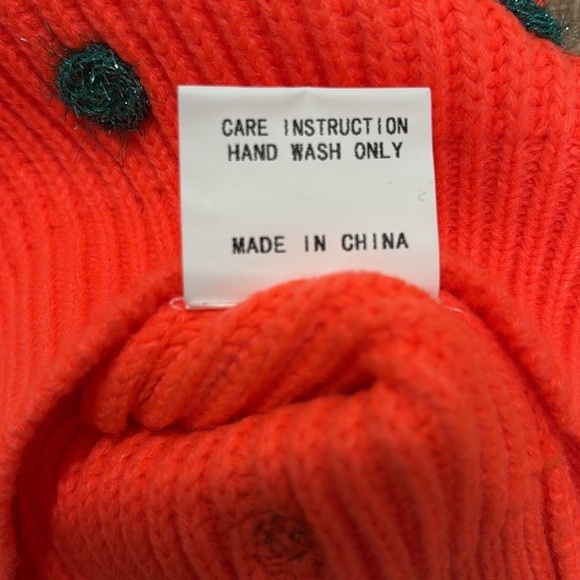 CARE INSTRUCTION
HAND WASH ONLY
MADE IN CHINA